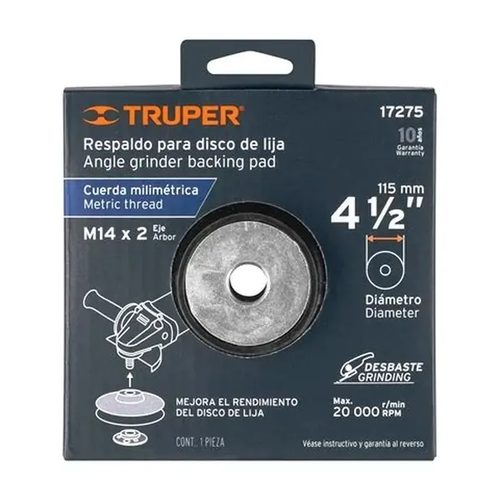 TRUPER
17275
Respaldo para disco de lija
Angle grinder backing pad
10 años
Garantía
Warranty
Cuerda milimétrica
Metric thread
M14 x 2 Eje
Arbor
115 mm
4 ½"
Diámetro
Diameter
DESBASTE
GRINDING
MEJORA EL RENDIMIENTO
DEL DISCO DE LIJA
Max. r/min
20 000 RPM
CONT. 1 PIEZA
Véase instructivo y garantía al reverso